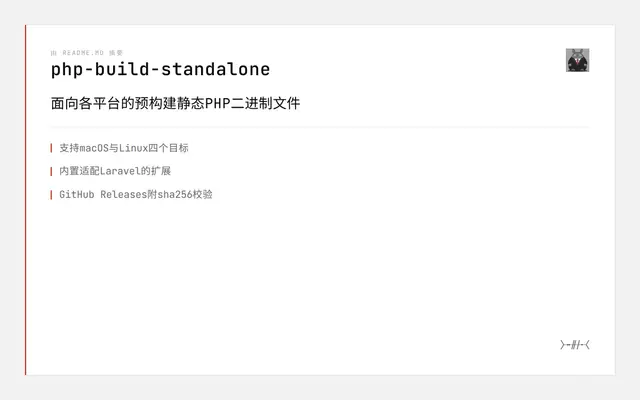 由 README.MD 摘要
php-build-standalone
面向各平台的预构建静态PHP二进制文件
支持macOS与Linux四个目标
内置适配Laravel的扩展
GitHub Releases附sha256校验